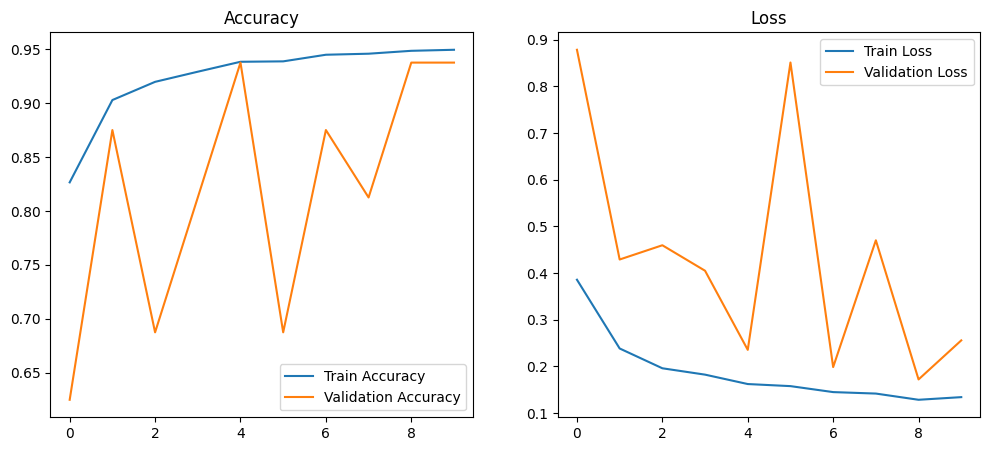 Accuracy
0.95
0.90
0.85
0.80
0.75
0.70
0.65
0 2 4 6 8
Train Accuracy
Validation Accuracy
Loss
0.9
0.8
0.7
0.6
0.5
0.4
0.3
0.2
0.1
0 2 4 6 8
Train Loss
Validation Loss